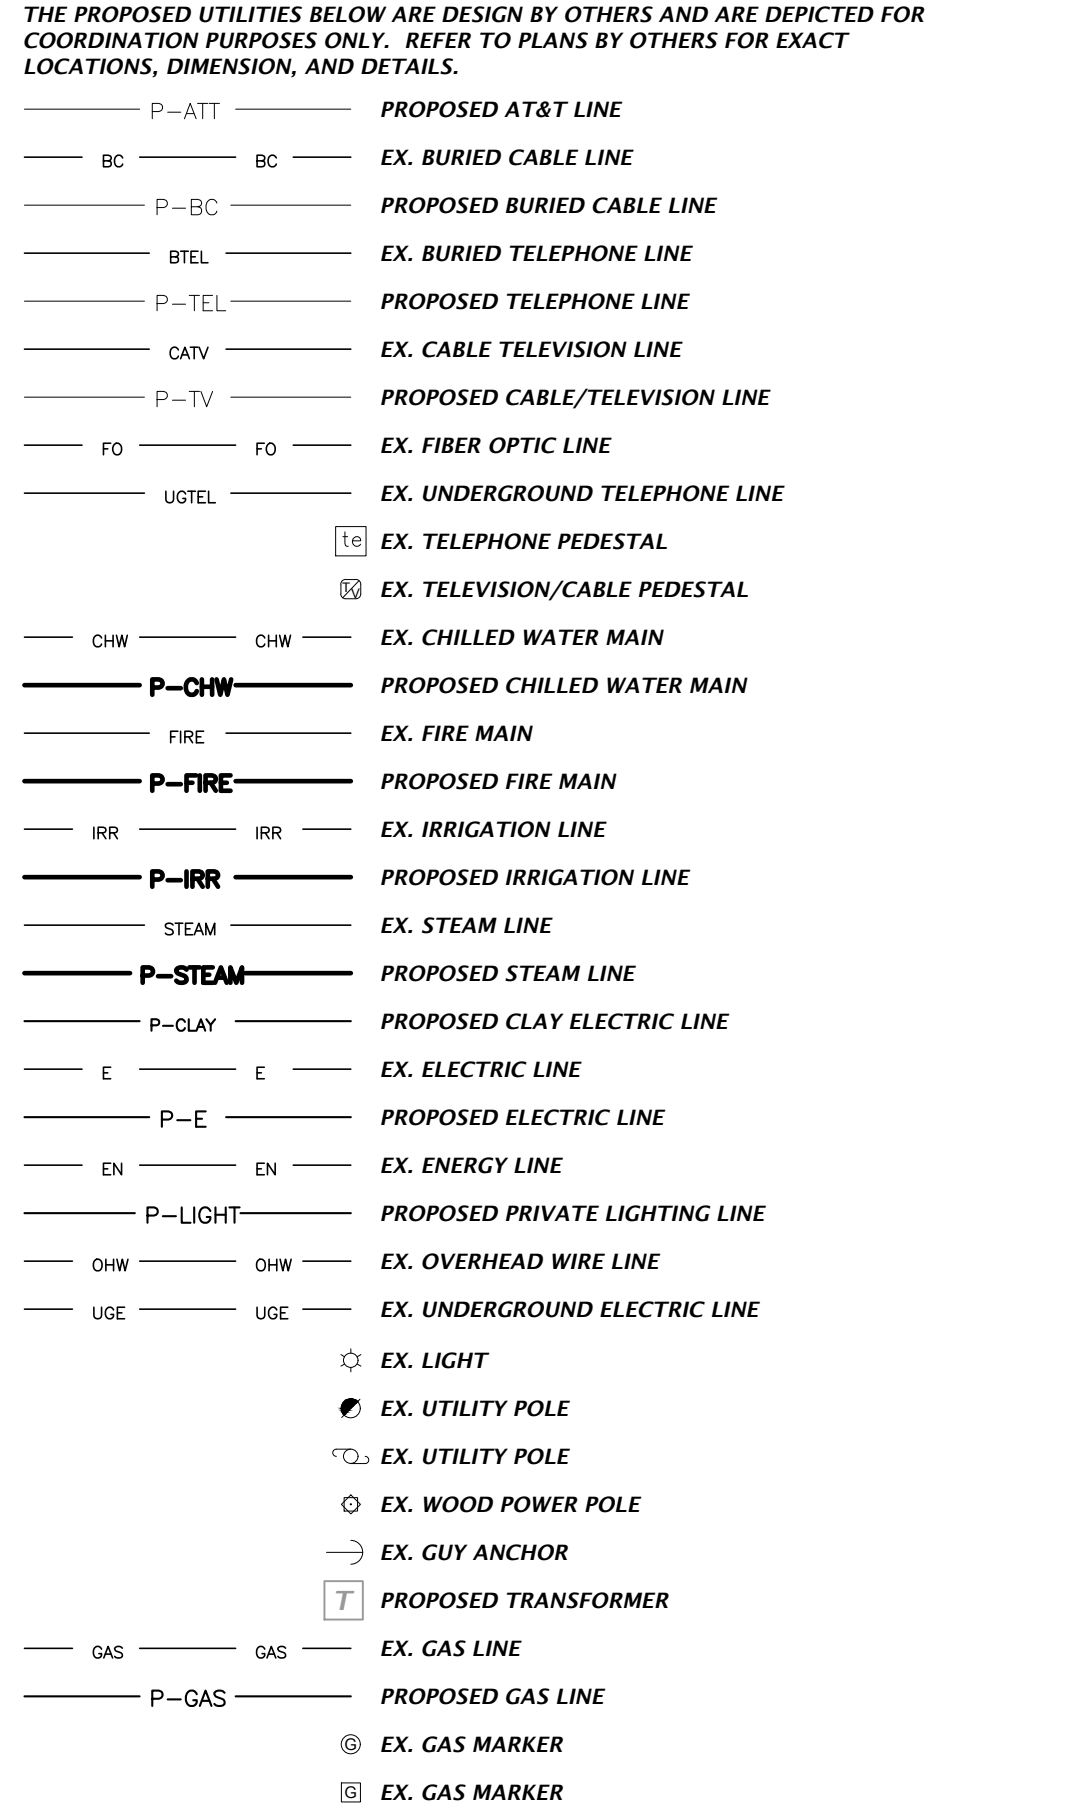 THE PROPOSED UTILITIES BELOW ARE DESIGN BY OTHERS AND ARE DEPICTED FOR
COORDINATION PURPOSES ONLY. REFER TO PLANS BY OTHERS FOR EXACT
LOCATIONS, DIMENSION, AND DETAILS.
P-ATT PROPOSED AT&T LINE
BC BC EX. BURIED CABLE LINE
P-BC PROPOSED BURIED CABLE LINE
BTEL EX. BURIED TELEPHONE LINE
P-TEL PROPOSED TELEPHONE LINE
CATV EX. CABLE TELEVISION LINE
P-TV PROPOSED CABLE/TELEVISION LINE
FO FO EX. FIBER OPTIC LINE
UGTEL EX. UNDERGROUND TELEPHONE LINE
te EX. TELEPHONE PEDESTAL
TV EX. TELEVISION/CABLE PEDESTAL
CHW CHW EX. CHILLED WATER MAIN
P-CHW PROPOSED CHILLED WATER MAIN
FIRE EX. FIRE MAIN
P-FIRE PROPOSED FIRE MAIN
IRR IRR EX. IRRIGATION LINE
P-IRR PROPOSED IRRIGATION LINE
STEAM EX. STEAM LINE
P-STEAM PROPOSED STEAM LINE
P-CLAY PROPOSED CLAY ELECTRIC LINE
E E EX. ELECTRIC LINE
P-E PROPOSED ELECTRIC LINE
EN EN EX. ENERGY LINE
P-LIGHT PROPOSED PRIVATE LIGHTING LINE
OHW OHW EX. OVERHEAD WIRE LINE
UGE UGE EX. UNDERGROUND ELECTRIC LINE
EX. LIGHT
EX. UTILITY POLE
EX. UTILITY POLE
EX. WOOD POWER POLE
EX. GUY ANCHOR
T PROPOSED TRANSFORMER
GAS GAS EX. GAS LINE
P-GAS PROPOSED GAS LINE
G EX. GAS MARKER
G EX. GAS MARKER